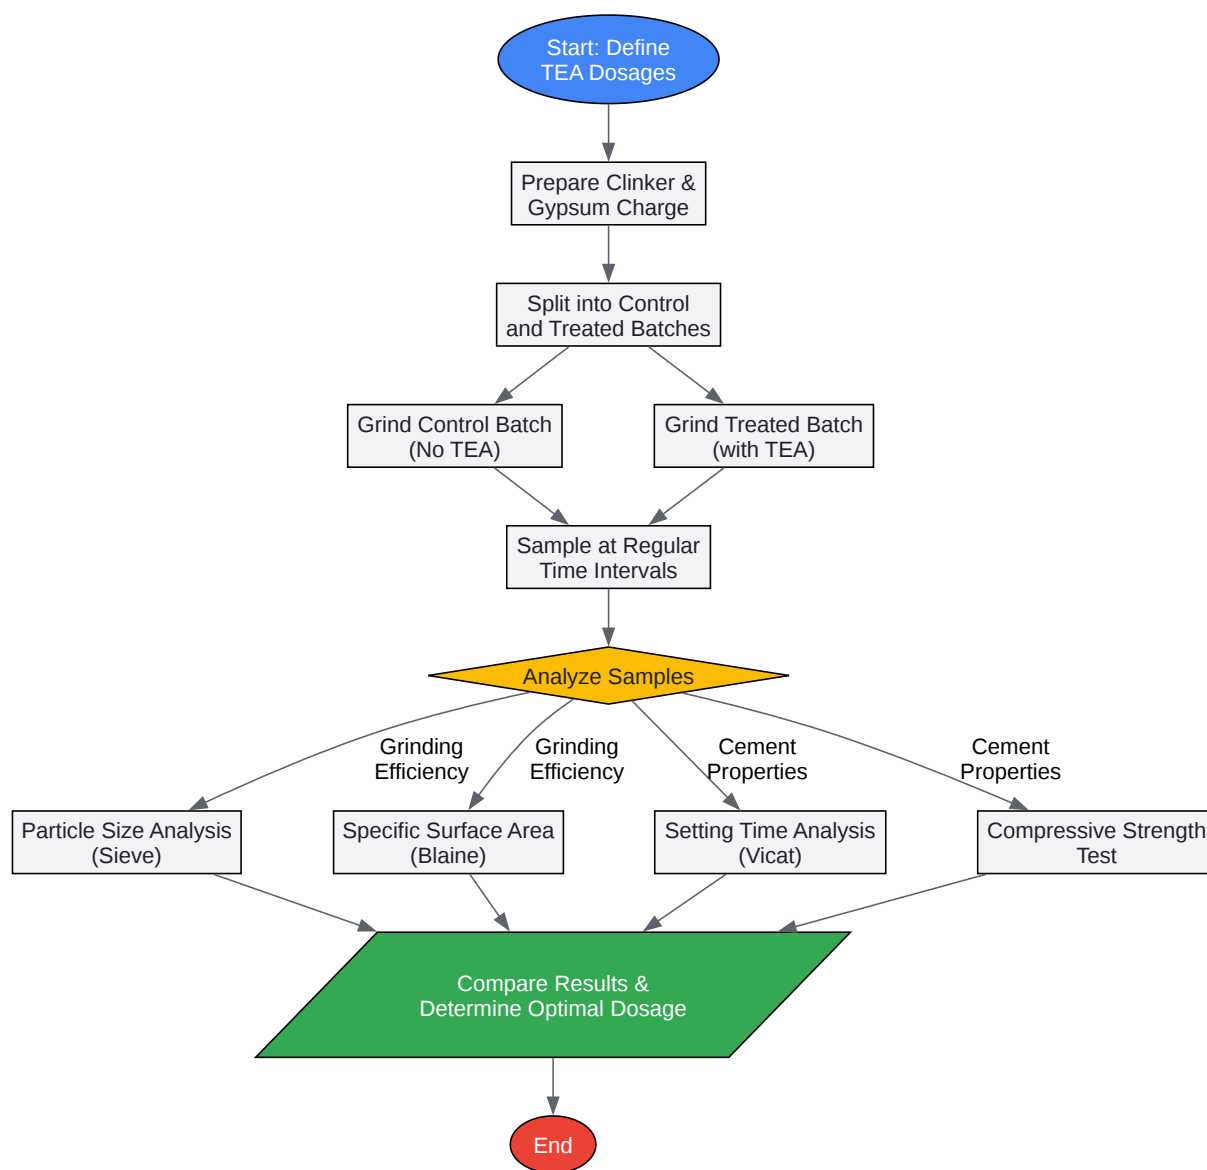 Start: Define
TEA Dosages
Prepare Clinker &
Gypsum Charge
Split into Control
and Treated Batches
Grind Control Batch
(No TEA)
Grind Treated Batch
(with TEA)
Sample at Regular
Time Intervals
Analyze Samples
Grinding
Efficiency
Grinding
Efficiency
Cement
Properties
Cement
Properties
Particle Size Analysis
(Sieve)
Specific Surface Area
(Blaine)
Setting Time Analysis
(Vicat)
Compressive Strength
Test
Compare Results &
Determine Optimal Dosage
End